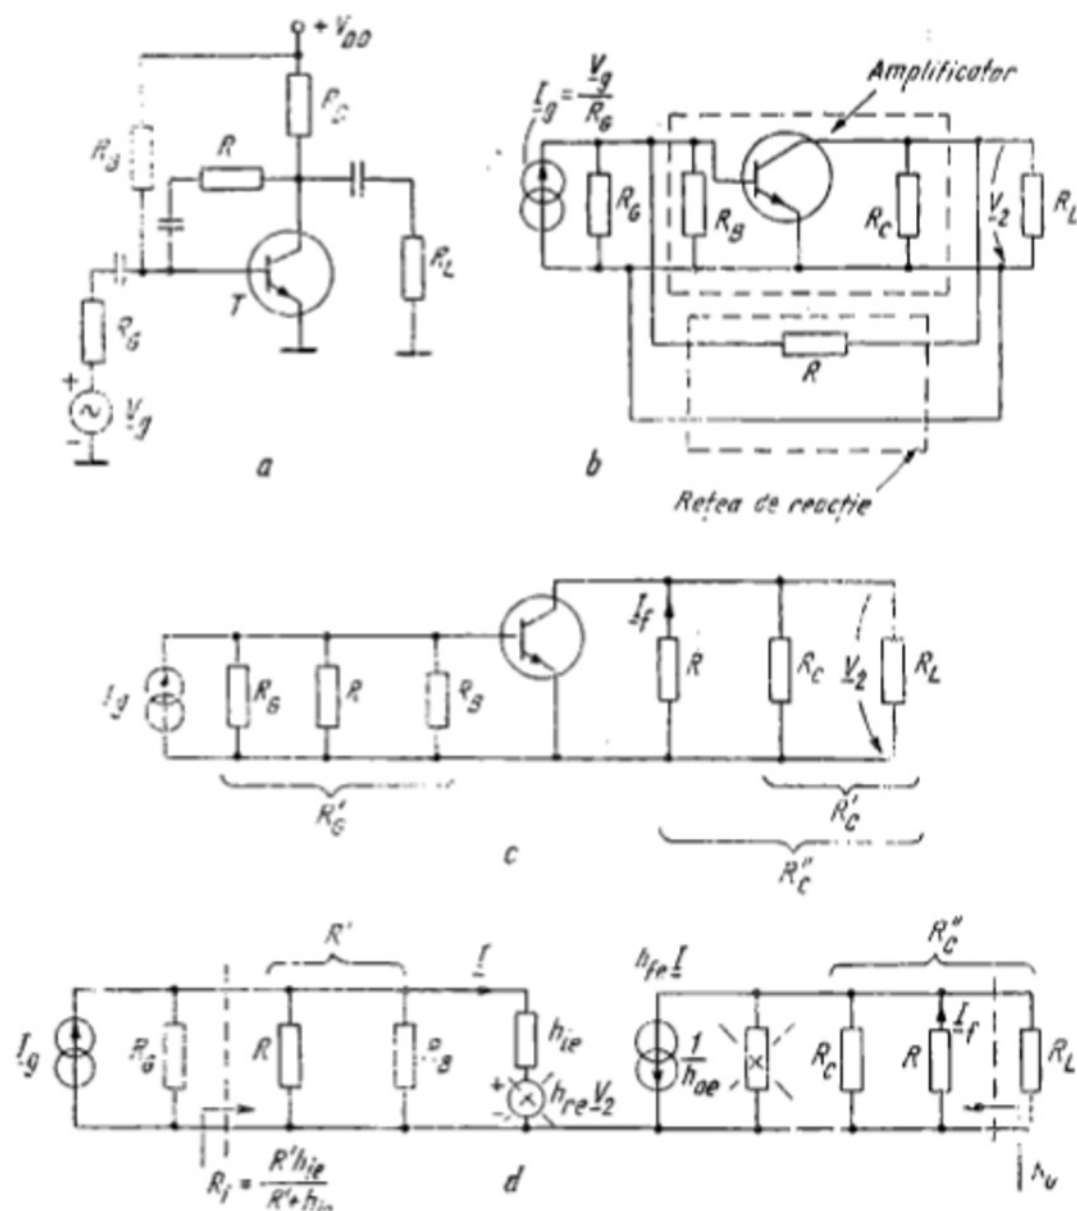 + V_DD
R_C
R_B
R
R_L
T
R_G
+
V_g
-
a
I_g = V_g / R_G
Amplificator
R_G
R_B
R_C
V_2
R_L
R
b
Rețea de reacție
I_g
R_G
R
R_B
I_f
R
R_C
V_2
R_L
R'_C
R''_C
c
R'
I
h_fe I
R''_C
I_g
R_G
R
R_B
h_ie
+
-
h_re V_2
1/h_oe
R_C
R
I_f
R_L
R_i = R'h_ie / R'+h_ie
d